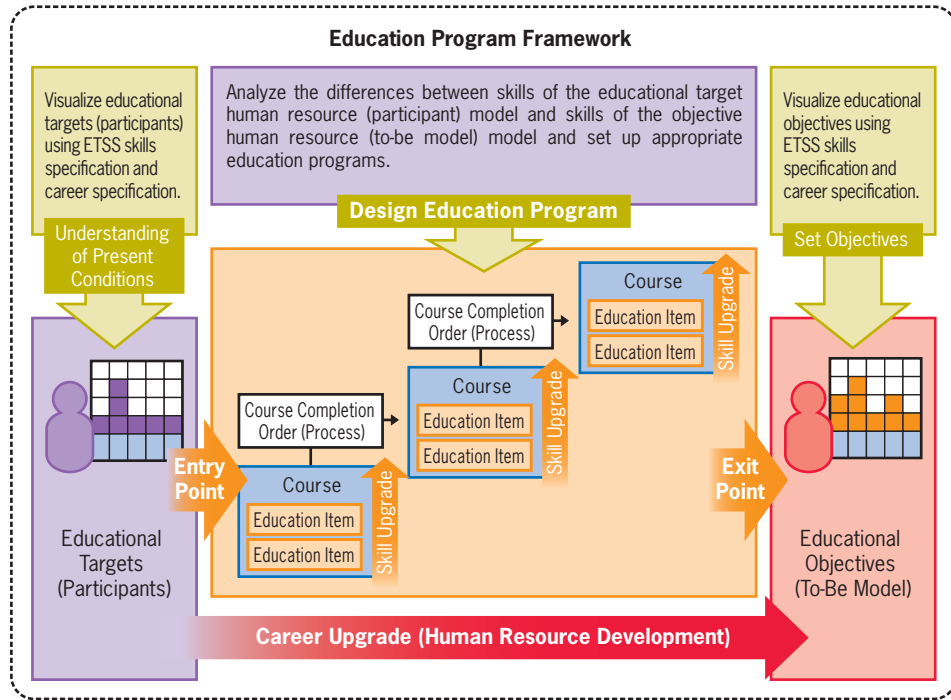 Education Program Framework
Visualize educational
targets (participants)
using ETSS skills
specification and
career specification.
Understanding
of Present
Conditions
Analyze the differences between skills of the educational target
human resource (participant) model and skills of the objective
human resource (to-be model) model and set up appropriate
education programs.
Design Education Program
Visualize educational
objectives using
ETSS skills
specification and
career specification.
Set Objectives
Educational
Targets
(Participants)
Entry
Point
Course Completion
Order (Process)
Course
Education Item
Education Item
Skill Upgrade
Course Completion
Order (Process)
Course
Education Item
Education Item
Skill Upgrade
Course
Education Item
Education Item
Skill Upgrade
Exit
Point
Educational
Objectives
(To-Be Model)
Career Upgrade (Human Resource Development)